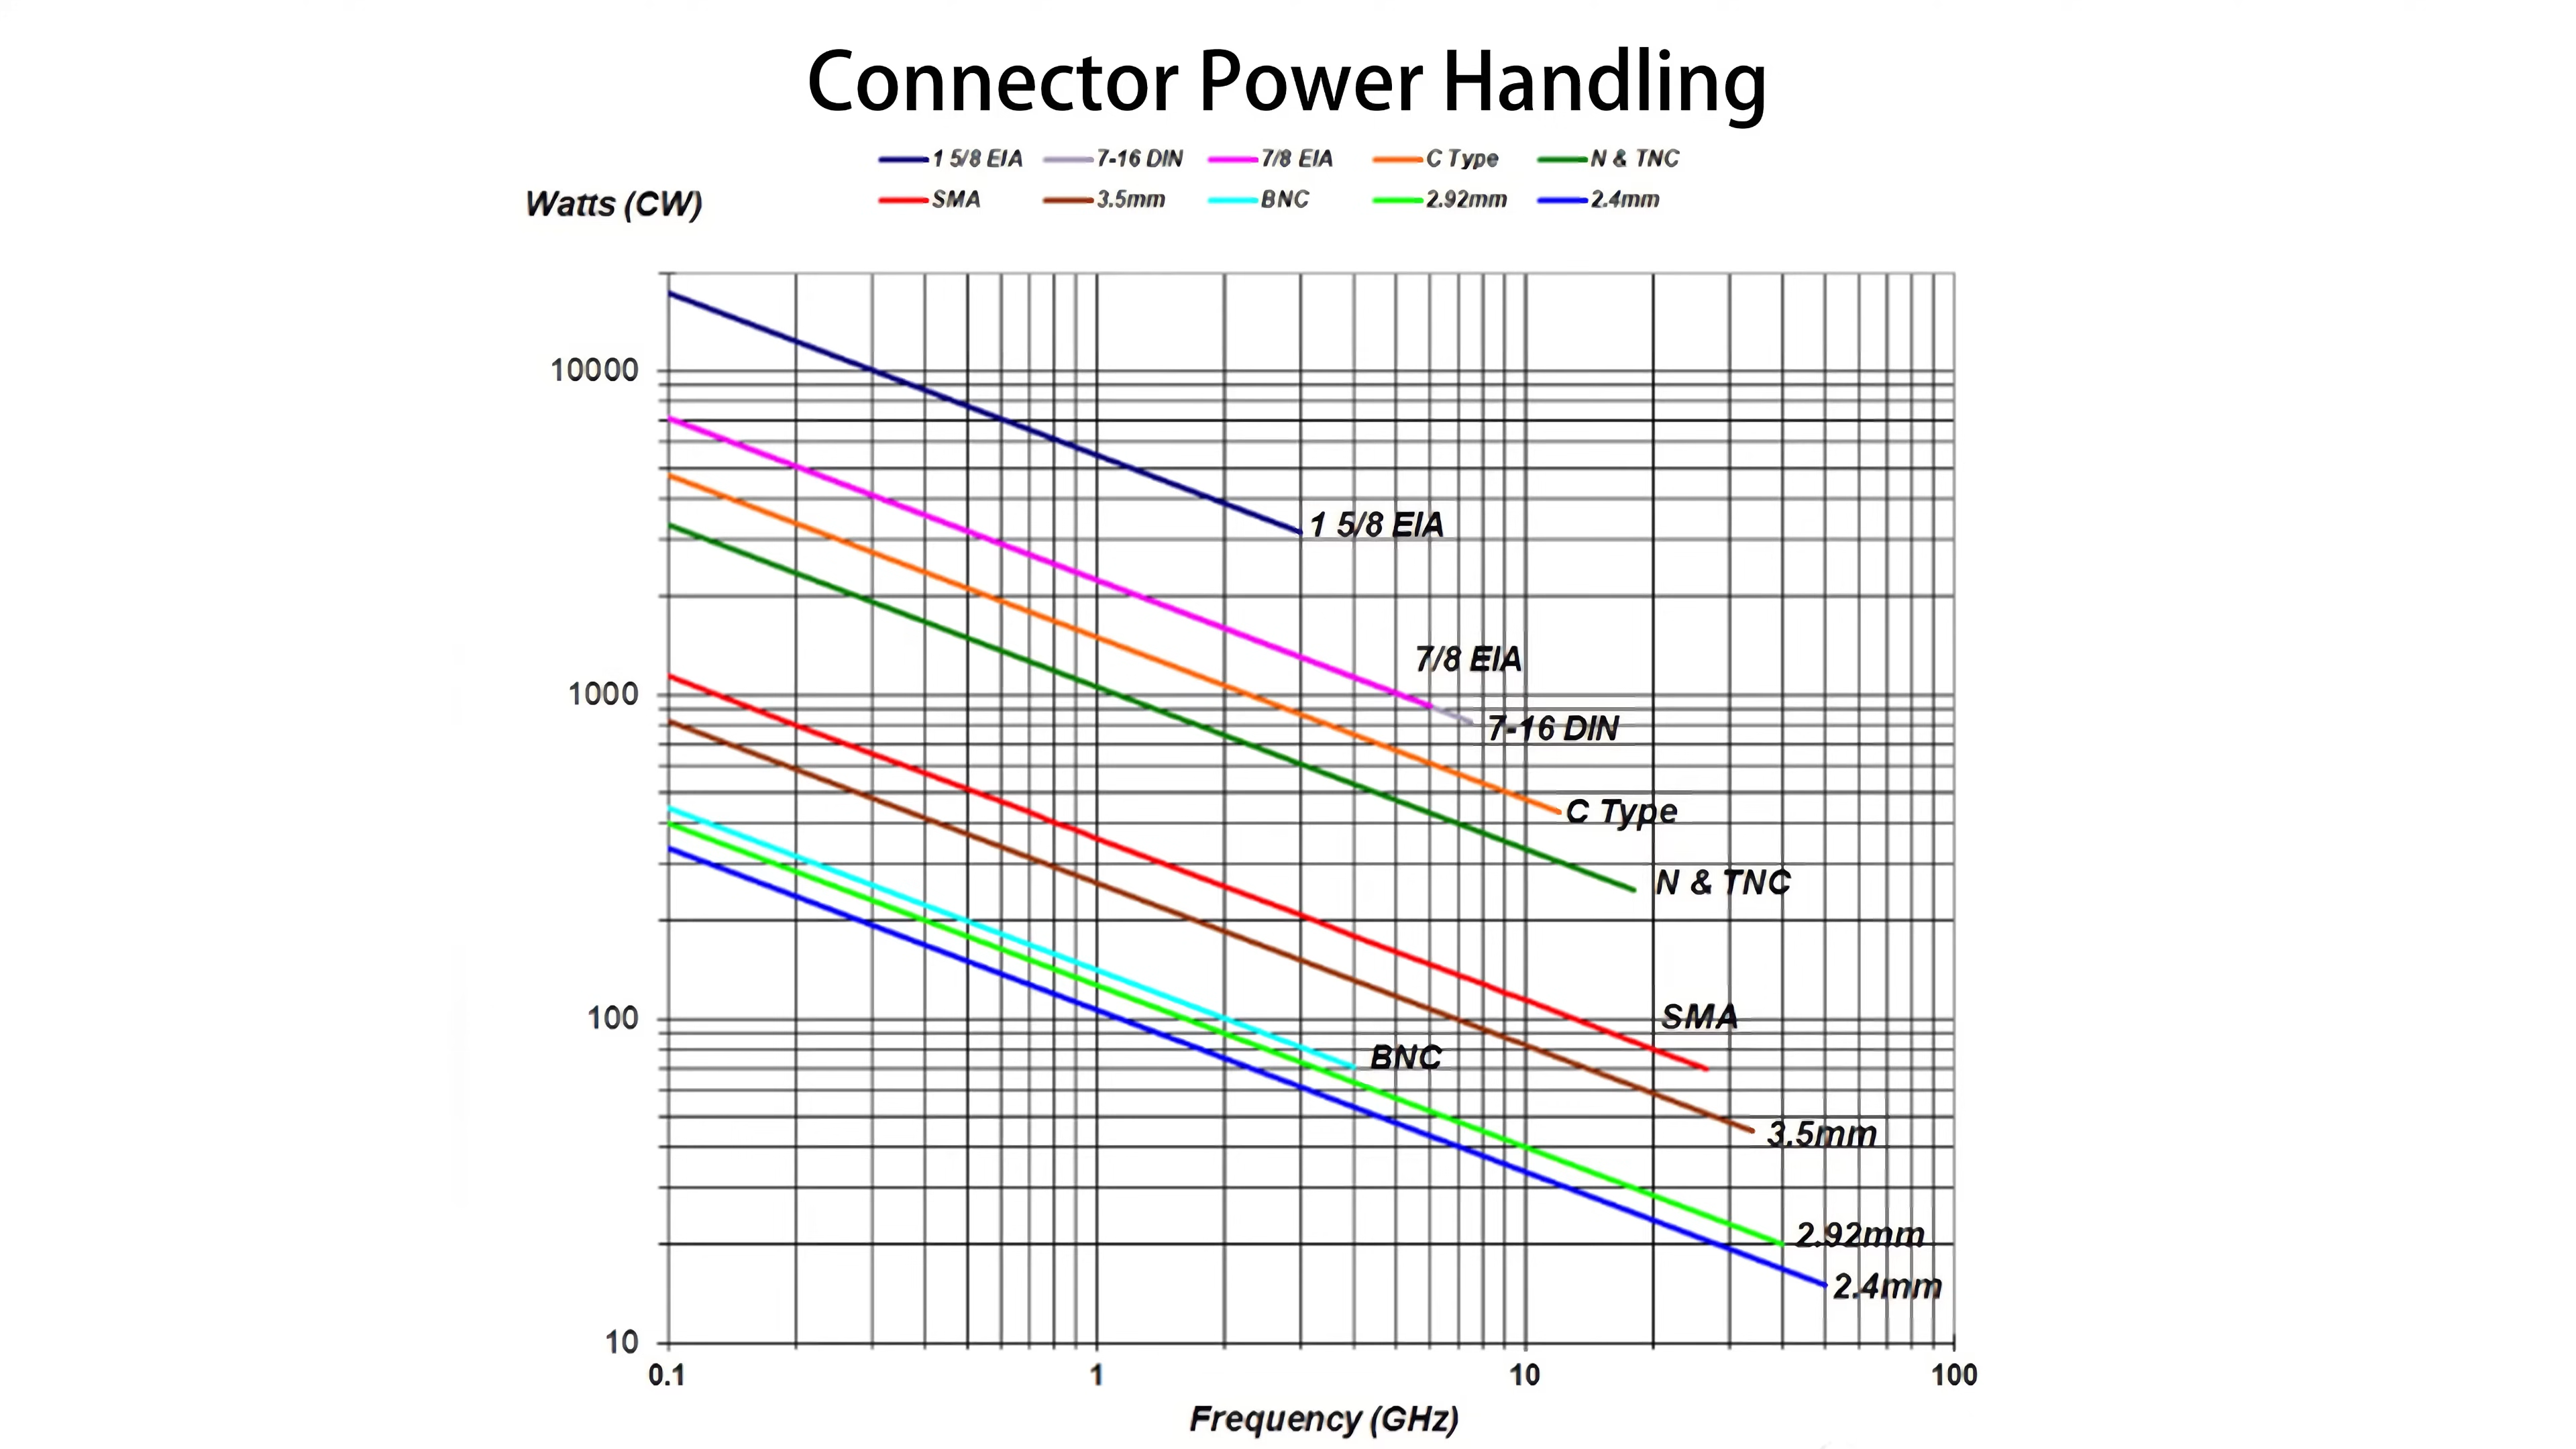 Connector Power Handling
1 5/8 EIA 7-16 DIN 7/8 EIA C Type N & TNC
SMA 3.5mm BNC 2.92mm 2.4mm
Watts (CW)
10000
1 5/8 EIA
7/8 EIA
1000
7-16 DIN
C Type
N & TNC
SMA
100
BNC
3.5mm
2.92mm
2.4mm
10
0.1 1 10 100
Frequency (GHz)